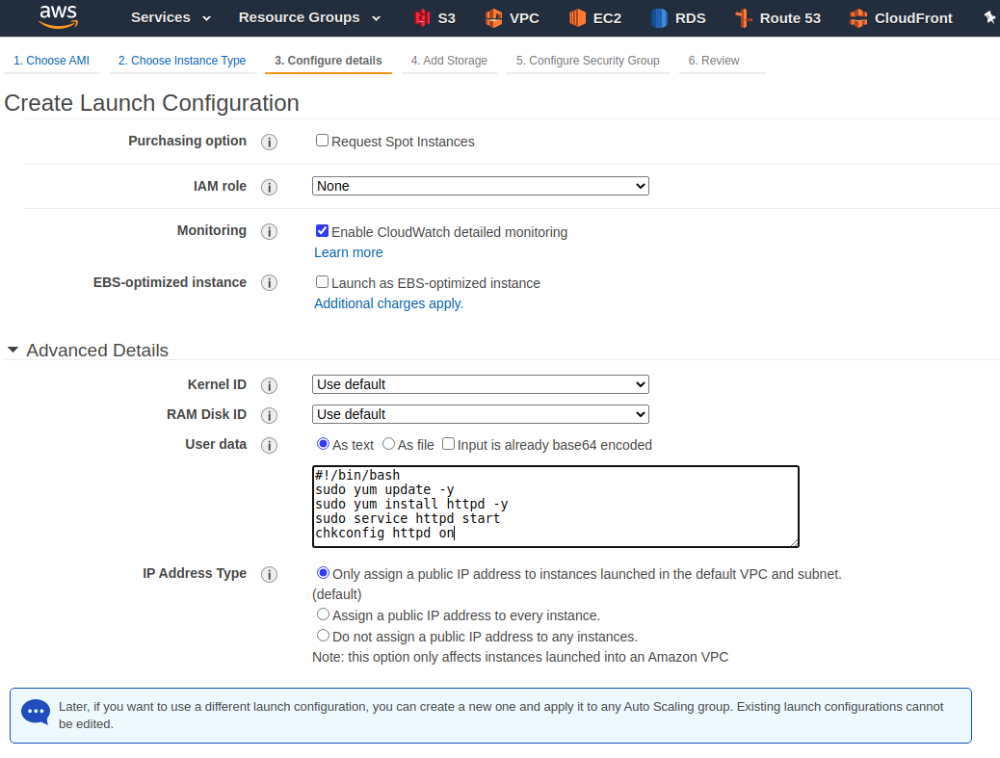 aws Services Resource Groups S3 VPC EC2 RDS Route 53 CloudFront
1. Choose AMI 2. Choose Instance Type 3. Configure details 4. Add Storage 5. Configure Security Group 6. Review
Create Launch Configuration
Purchasing option i Request Spot Instances
IAM role i None
Monitoring i Enable CloudWatch detailed monitoring
Learn more
EBS-optimized instance i Launch as EBS-optimized instance
Additional charges apply.
Advanced Details
Kernel ID i Use default
RAM Disk ID i Use default
User data i As text As file Input is already base64 encoded
#!/bin/bash
sudo yum update -y
sudo yum install httpd -y
sudo service httpd start
chkconfig httpd on
IP Address Type i Only assign a public IP address to instances launched in the default VPC and subnet.
(default)
Assign a public IP address to every instance.
Do not assign a public IP address to any instances.
Note: this option only affects instances launched into an Amazon VPC
Later, if you want to use a different launch configuration, you can create a new one and apply it to any Auto Scaling group. Existing launch configurations cannot
be edited.